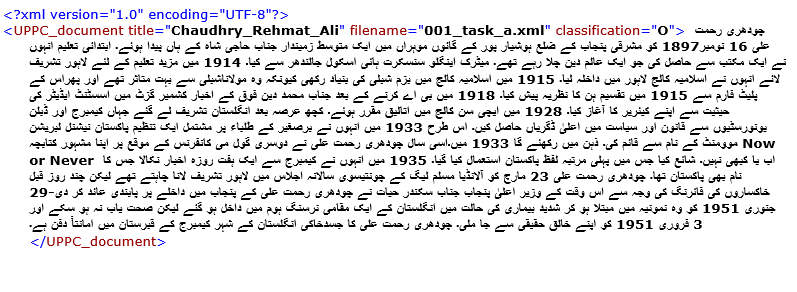 <?xml version="1.0" encoding="UTF-8"?>
<UPPC_document title="Chaudhry_Rehmat_Ali" filename="001_task_a.xml" classification="O"> چودھری رحمت
علی 16 نومبر1897 کو مشرقی پنجاب کے ضلع ہوشیار پور کے گائوں موہراں میں ایک متوسط زمیندار جناب حاجی شاہ کے ہاں پیدا ہوئے۔ ابتدائی تعلیم انہوں
نے ایک مکتب سے حاصل کی جو ایک عالم دین چلا رہے تھے۔ میٹرک اینگلو سنسکرت ہائی اسکول جالندھر سے کیا۔ 1914 میں مزید تعلیم کے لئے لاہور تشریف
لائے انہوں نے اسلامیہ کالج لاہور میں داخلہ لیا۔ 1915 میں اسلامیہ کالج میں بزم شبلی کی بنیاد رکھی کیونکہ وہ مولاناشبلی سے بہت متاثر تھے اور پھراس کے
پلیٹ فارم سے 1915 میں تقسیم ہن کا نظریہ پیش کیا۔ 1918 میں بی اے کرنے کے بعد جناب محمد دین فوق کے اخبار کشمیر گزٹ میں اسسٹنٹ ایڈیٹر کی
حیثیت سے اپنے کیئریر کا آغاز کیا۔ 1928 میں ایچی سن کالج میں اتالیق مقرر ہوئے۔ کچھ عرصہ بعد انگلستان تشریف لے گئے جہاں کیمبرج اور ڈبلن
یونورسٹیوں سے قانون اور سیاست میں اعلیٰ ڈگریاں حاصل کیں۔ اس طرح 1933 میں انہوں نے برصغیر کے طلباء پر مشتمل ایک تنظیم پاکستان نیشنل لبریشن
موومنٹ کے نام سے قائم کی۔ ذہن میں رکھنے گا 1933 میں۔اسی سال چودھری رحمت علی نے دوسری گول می کانفرنس کے موقع پر اپنا مشہور کتابچہ Now
or Never اب یا کبھی نہیں۔ شائع کیا جس میں پہلی مرتبہ لفظ پاکستان استعمال کیا گیا۔ 1935 میں انہوں نے کیمبرج سے ایک ہفت روزہ اخبار نکالا جس کا
نام بھی پاکستان تھا۔ چودھری رحمت علی 23 مارچ کو آلانڈیا مسلم لیگ کے چونتیسوی سالانہ اجلاس میں لاہور تشریف لانا چاہتے تھے لیکن چند روز قبل
خاکساروں کی فائرنگ کی وجہ سے اس وقت کے وزیر اعلیٰ پنجاب جناب سکندر حیات نے چودھری رحمت علی کے پنجاب میں داخلے پر پابندی عائد کر دی-29
جنوری 1951 کو وہ نمونیہ میں مبتلا ہو کر شدید بیماری کی حالت میں انگلستان کے ایک مقامی نرسنگ ہوم میں داخل ہو گئے لیکن صحت یاب نہ ہو سکے اور
3 فروری 1951 کو اپنے خالق حقیقی سے جا ملی۔ چودھری رحمت علی کا جسدخاکی انگلستان کے شہر کیمبرج کے قبرستان میں امانتاً دفن ہے۔
</UPPC_document>